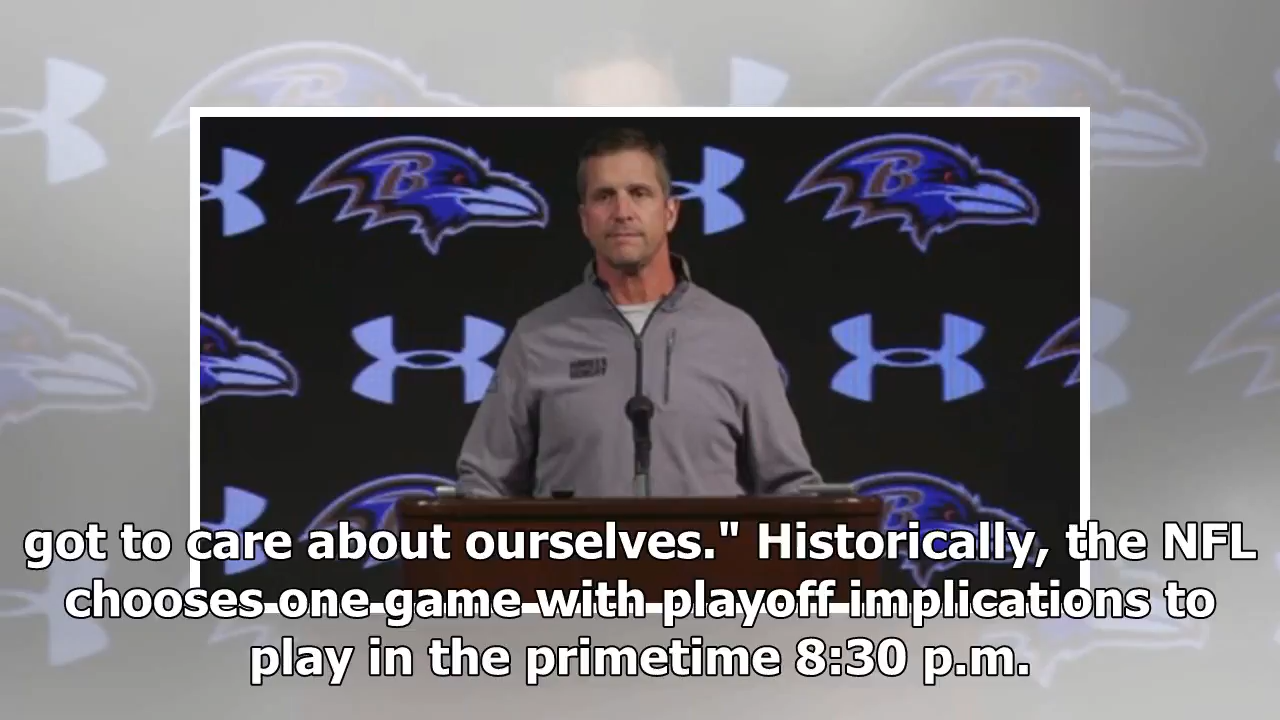 B
B
got to care about ourselves." Historically, the NFL
chooses one game with playoff implications to
play in the primetime 8:30 p.m.